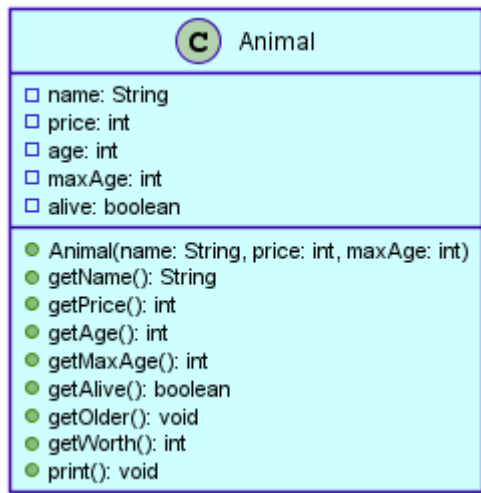 C Animal
name: String
price: int
age: int
maxAge: int
alive: boolean
Animal(name: String, price: int, maxAge: int)
getName(): String
getPrice(): int
getAge(): int
getMaxAge(): int
getAlive(): boolean
getOlder(): void
getWorth(): int
print(): void